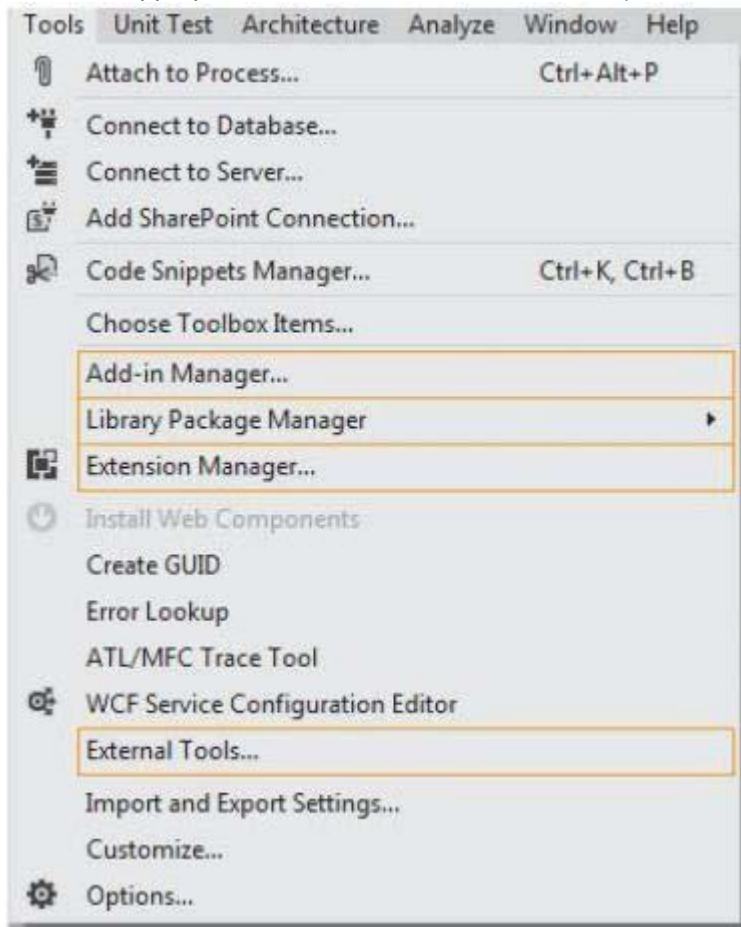 Tools Unit Test Architecture Analyze Window Help
Attach to Process... Ctrl+Alt+P
Connect to Database...
Connect to Server...
Add SharePoint Connection...
Code Snippets Manager... Ctrl+K, Ctrl+B
Choose Toolbox Items...
Add-in Manager...
Library Package Manager
Extension Manager...
Install Web Components
Create GUID
Error Lookup
ATL/MFC Trace Tool
WCF Service Configuration Editor
External Tools...
Import and Export Settings...
Customize...
Options...